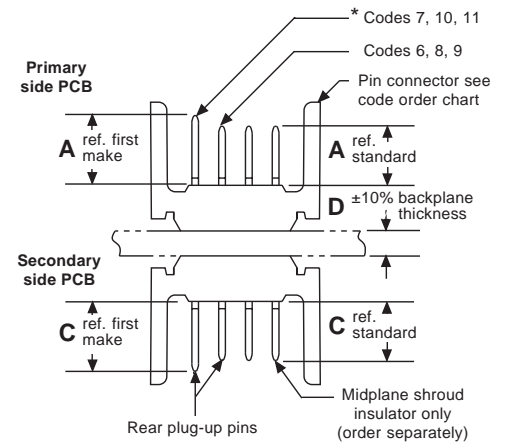 * Codes 7, 10, 11
Codes 6, 8, 9
Primary
side PCB
Pin connector see
code order chart
A ref. first
make
A ref.
standard
D ±10% backplane
thickness
Secondary
side PCB
C ref. first
make
C ref.
standard
Rear plug-up pins
Midplane shroud
insulator only
(order separately)